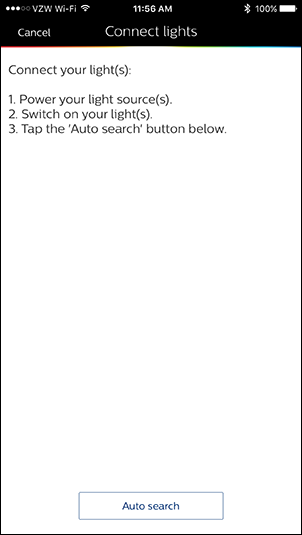 VZW Wi-Fi 11:56 AM 100%
Cancel Connect lights
Connect your light(s):
1. Power your light source(s).
2. Switch on your light(s).
3. Tap the 'Auto search' button below.
Auto search